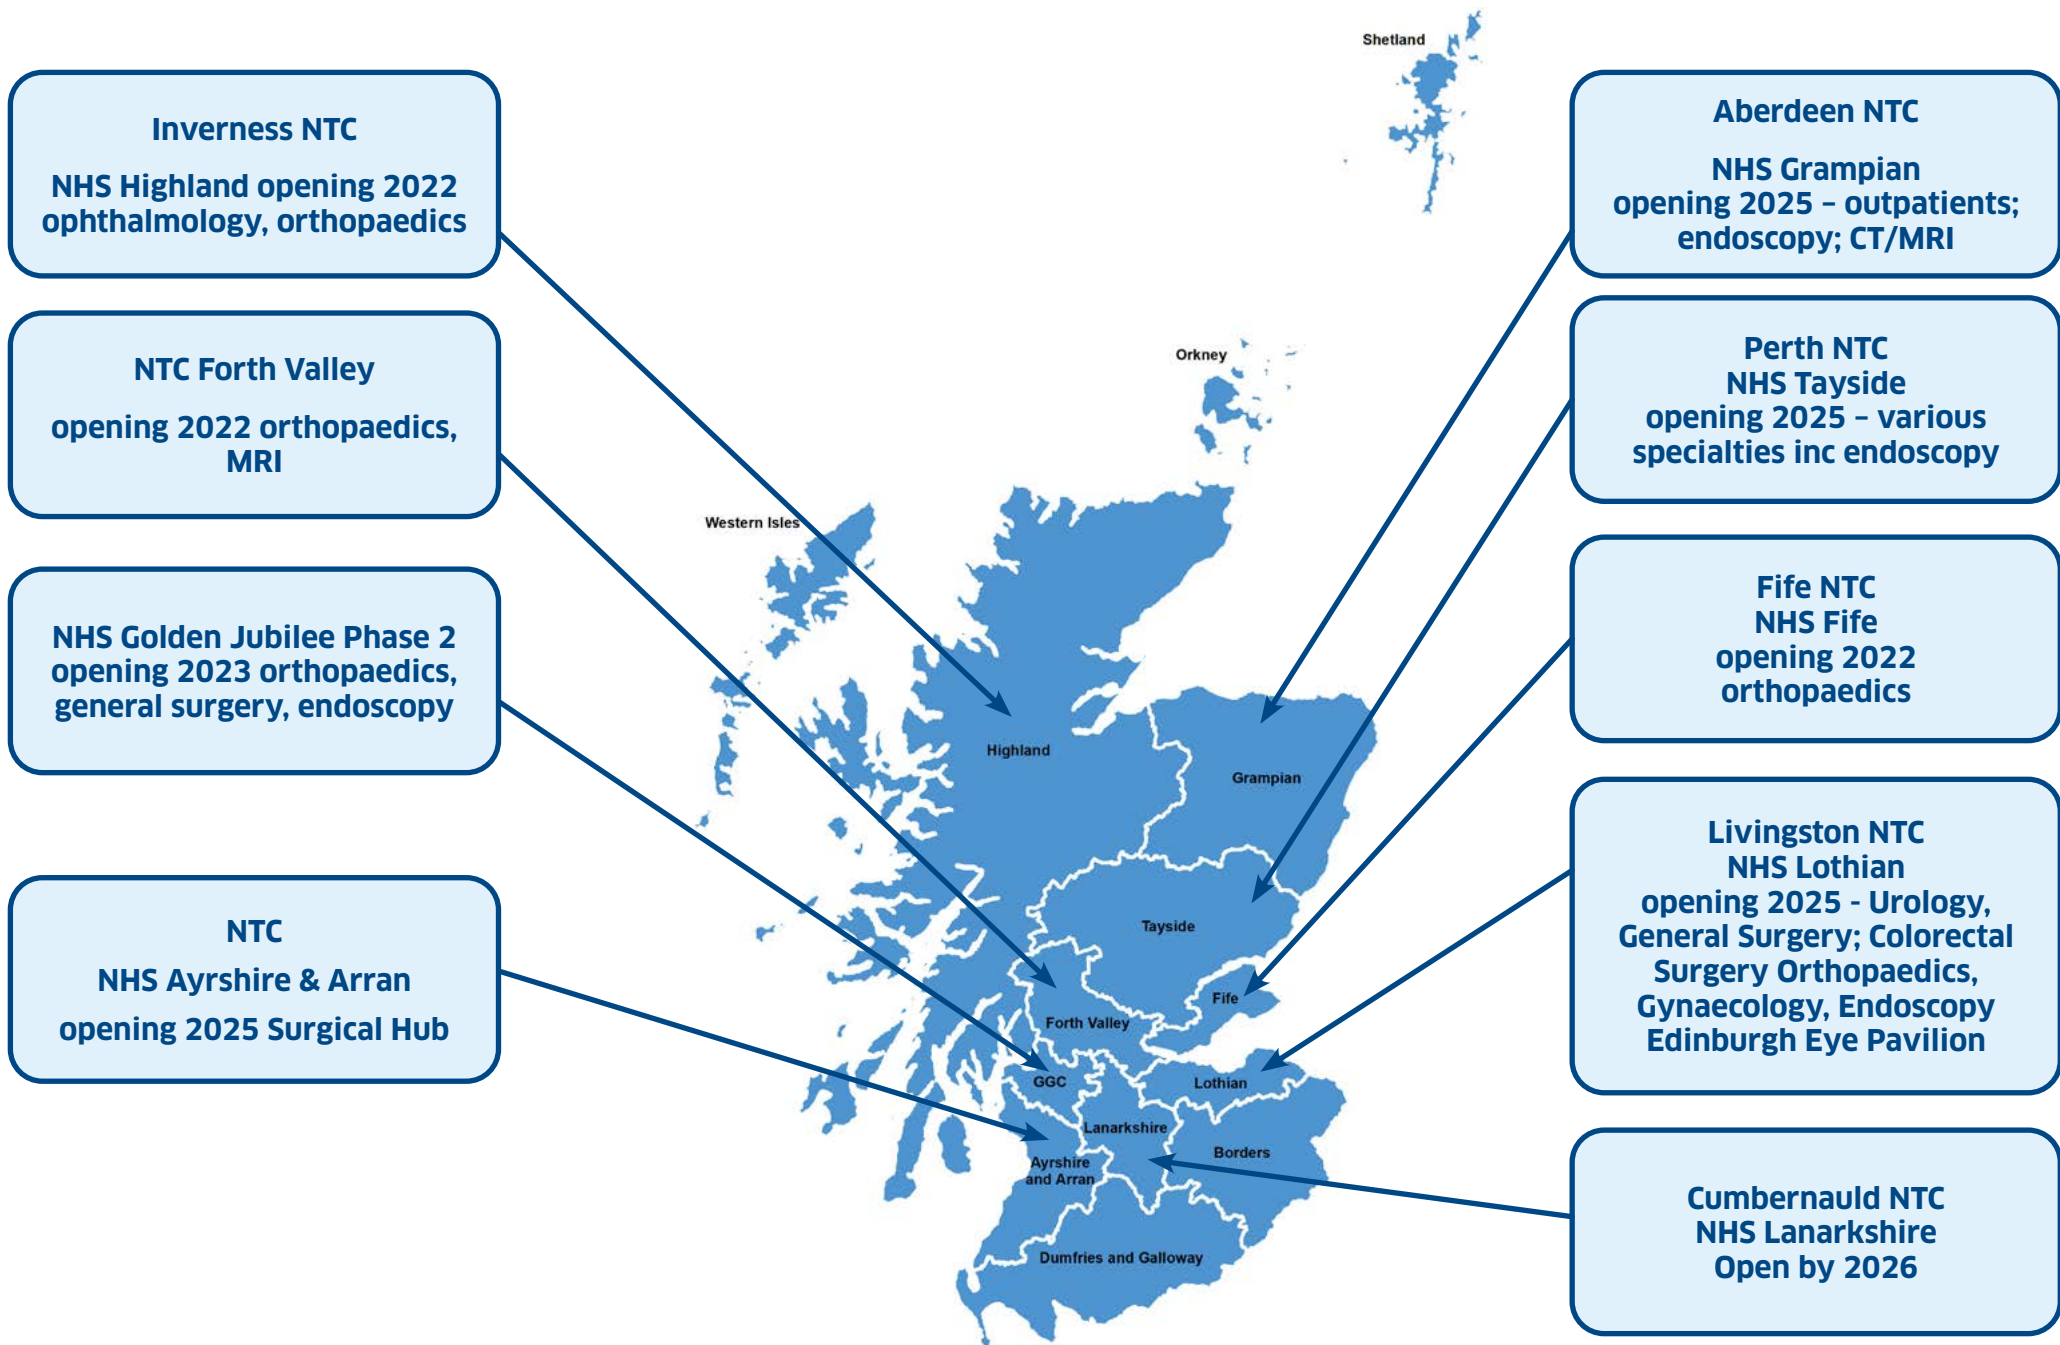 Inverness NTC
NHS Highland opening 2022
ophthalmology, orthopaedics
NTC Forth Valley
opening 2022 orthopaedics,
MRI
NHS Golden Jubilee Phase 2
opening 2023 orthopaedics,
general surgery, endoscopy
NTC
NHS Ayrshire & Arran
opening 2025 Surgical Hub
Shetland
Orkney
Western Isles
Highland
Grampian
Tayside
Fife
Forth Valley
GGC
Lothian
Lanarkshire
Borders
Ayrshire
and Arran
Dumfries and Galloway
Aberdeen NTC
NHS Grampian
opening 2025 – outpatients;
endoscopy; CT/MRI
Perth NTC
NHS Tayside
opening 2025 – various
specialties inc endoscopy
Fife NTC
NHS Fife
opening 2022
orthopaedics
Livingston NTC
NHS Lothian
opening 2025 - Urology,
General Surgery; Colorectal
Surgery Orthopaedics,
Gynaecology, Endoscopy
Edinburgh Eye Pavilion
Cumbernauld NTC
NHS Lanarkshire
Open by 2026